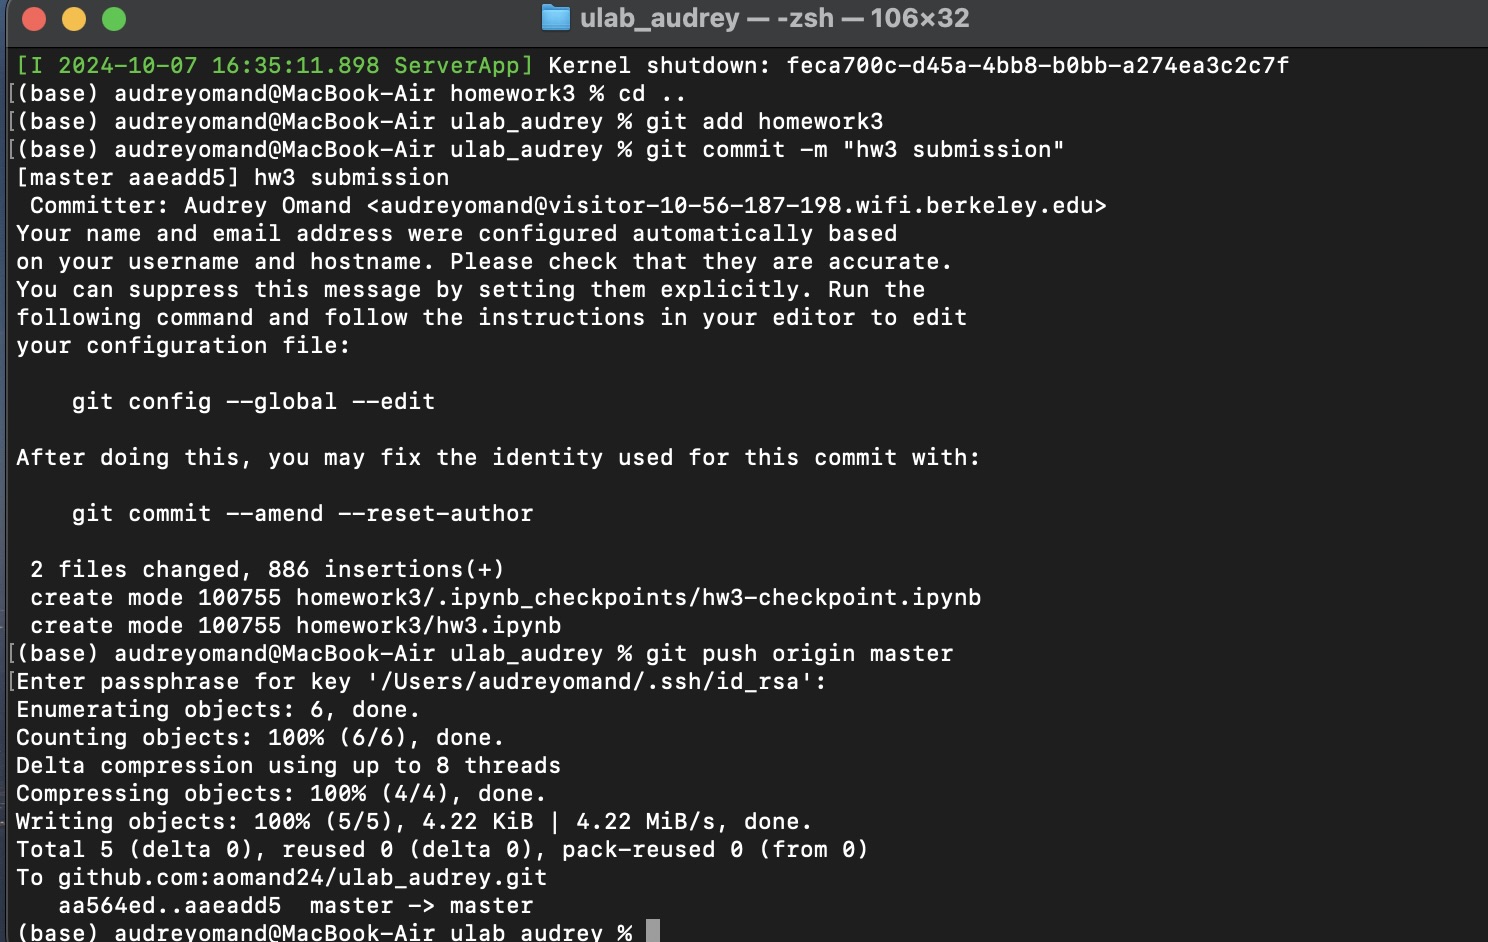 ulab_audrey — -zsh — 106×32
[I 2024-10-07 16:35:11.898 ServerApp] Kernel shutdown: feca700c-d45a-4bb8-b0bb-a274ea3c2c7f
[(base) audreyomand@MacBook-Air homework3 % cd ..
[(base) audreyomand@MacBook-Air ulab_audrey % git add homework3
[(base) audreyomand@MacBook-Air ulab_audrey % git commit -m "hw3 submission"
[master aaeadd5] hw3 submission
 Committer: Audrey Omand <audreyomand@visitor-10-56-187-198.wifi.berkeley.edu>
Your name and email address were configured automatically based
on your username and hostname. Please check that they are accurate.
You can suppress this message by setting them explicitly. Run the
following command and follow the instructions in your editor to edit
your configuration file:
    git config --global --edit
After doing this, you may fix the identity used for this commit with:
    git commit --amend --reset-author
 2 files changed, 886 insertions(+)
 create mode 100755 homework3/.ipynb_checkpoints/hw3-checkpoint.ipynb
 create mode 100755 homework3/hw3.ipynb
[(base) audreyomand@MacBook-Air ulab_audrey % git push origin master
[Enter passphrase for key '/Users/audreyomand/.ssh/id_rsa':
Enumerating objects: 6, done.
Counting objects: 100% (6/6), done.
Delta compression using up to 8 threads
Compressing objects: 100% (4/4), done.
Writing objects: 100% (5/5), 4.22 KiB | 4.22 MiB/s, done.
Total 5 (delta 0), reused 0 (delta 0), pack-reused 0 (from 0)
To github.com:aomand24/ulab_audrey.git
   aa564ed..aaeadd5  master -> master
(base) audreyomand@MacBook-Air ulab_audrey %